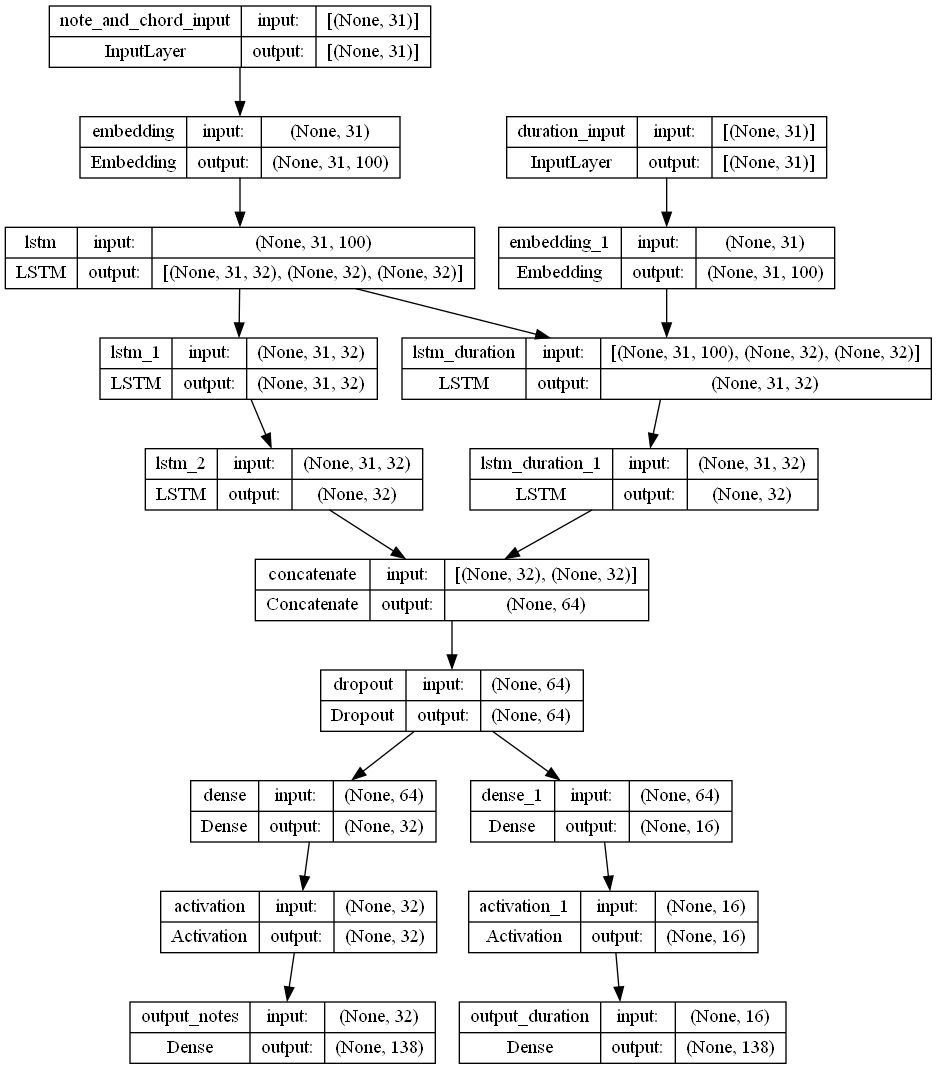 note_and_chord_input input: [(None, 31)]
InputLayer output: [(None, 31)]
embedding input: (None, 31)
Embedding output: (None, 31, 100)
duration_input input: [(None, 31)]
InputLayer output: [(None, 31)]
lstm input: (None, 31, 100)
LSTM output: [(None, 31, 32), (None, 32), (None, 32)]
embedding_1 input: (None, 31)
Embedding output: (None, 31, 100)
lstm_1 input: (None, 31, 32)
LSTM output: (None, 31, 32)
lstm_duration input: [(None, 31, 100), (None, 32), (None, 32)]
LSTM output: (None, 31, 32)
lstm_2 input: (None, 31, 32)
LSTM output: (None, 32)
lstm_duration_1 input: (None, 31, 32)
LSTM output: (None, 32)
concatenate input: [(None, 32), (None, 32)]
Concatenate output: (None, 64)
dropout input: (None, 64)
Dropout output: (None, 64)
dense input: (None, 64)
Dense output: (None, 32)
dense_1 input: (None, 64)
Dense output: (None, 16)
activation input: (None, 32)
Activation output: (None, 32)
activation_1 input: (None, 16)
Activation output: (None, 16)
output_notes input: (None, 32)
Dense output: (None, 138)
output_duration input: (None, 16)
Dense output: (None, 138)